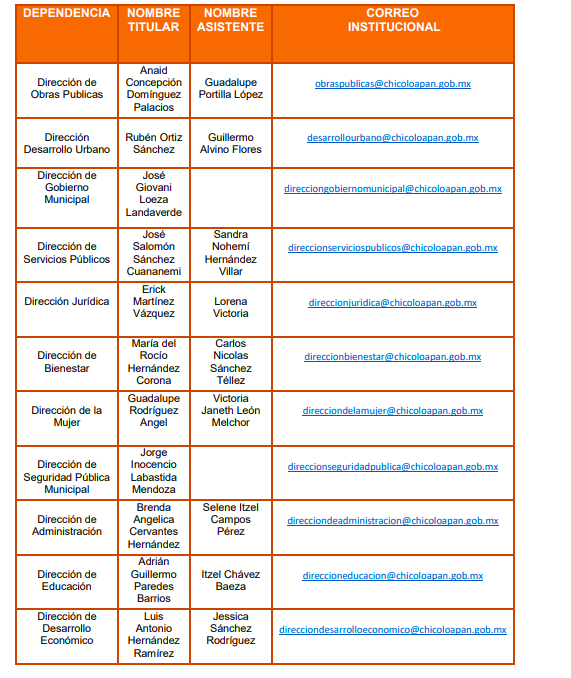 DEPENDENCIA NOMBRE TITULAR NOMBRE ASISTENTE CORREO INSTITUCIONAL
Dirección de Obras Publicas Anaid Concepción Domínguez Palacios Guadalupe Portilla López obraspublicas@chicoloapan.gob.mx
Dirección Desarrollo Urbano Rubén Ortiz Sánchez Guillermo Alvino Flores desarrollourbano@chicoloapan.gob.mx
Dirección de Gobierno Municipal José Giovani Loeza Landaverde direcciongobiernomunicipal@chicoloapan.gob.mx
Dirección de Servicios Públicos José Salomón Sánchez Cuananemi Sandra Nohemí Hernández Villar direccionserviciospublicos@chicoloapan.gob.mx
Dirección Jurídica Erick Martínez Vázquez Lorena Victoria direccionjuridica@chicoloapan.gob.mx
Dirección de Bienestar María del Rocío Hernández Corona Carlos Nicolas Sánchez Téllez direccionbienestar@chicoloapan.gob.mx
Dirección de la Mujer Guadalupe Rodríguez Angel Victoria Janeth León Melchor direcciondelamujer@chicoloapan.gob.mx
Dirección de Seguridad Pública Municipal Jorge Inocencio Labastida Mendoza direccionseguridadpublica@chicoloapan.gob.mx
Dirección de Administración Brenda Angelica Cervantes Hernández Selene Itzel Campos Pérez direcciondeadministracion@chicoloapan.gob.mx
Dirección de Educación Adrián Guillermo Paredes Barrios Itzel Chávez Baeza direccioneducacion@chicoloapan.gob.mx
Dirección de Desarrollo Económico Luis Antonio Hernández Ramírez Jessica Sánchez Rodríguez direcciondesarrolloeconomico@chicoloapan.gob.mx